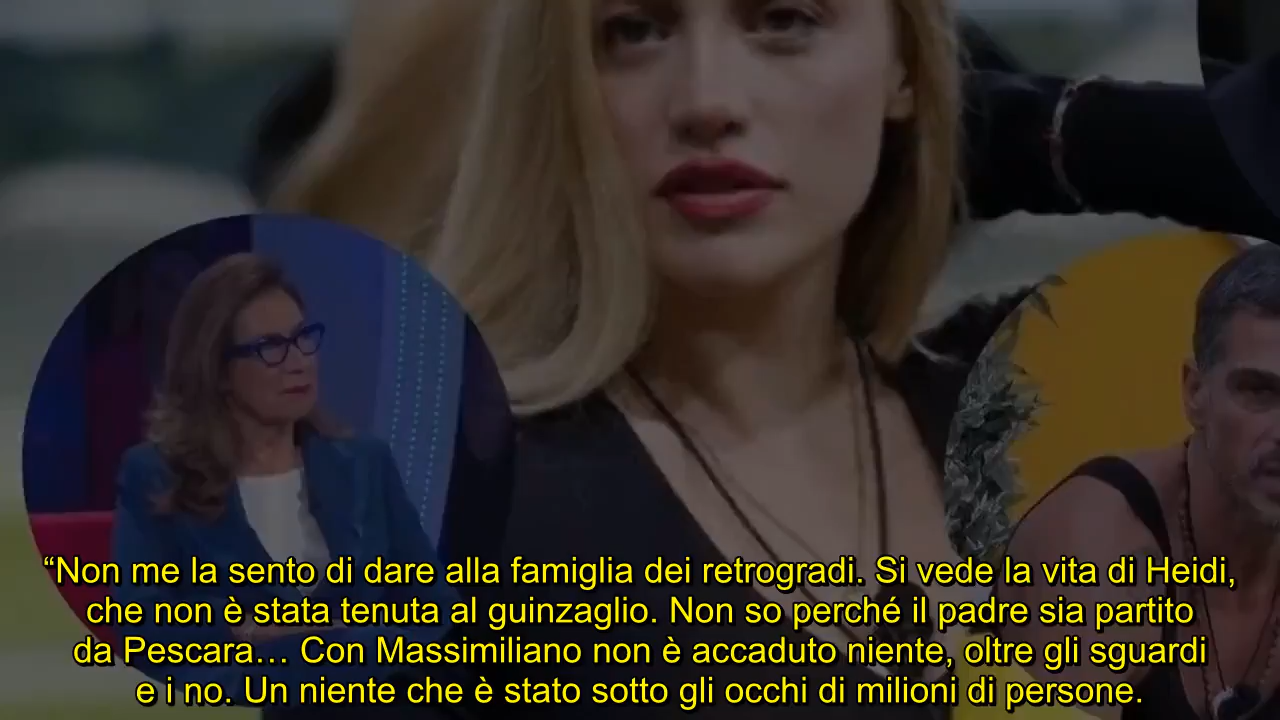 “Non me la sento di dare alla famiglia dei retrogradi. Si vede la vita di Heidi,
che non è stata tenuta al guinzaglio. Non so perché il padre sia partito
da Pescara… Con Massimiliano non è accaduto niente, oltre gli sguardi
e i no. Un niente che è stato sotto gli occhi di milioni di persone.